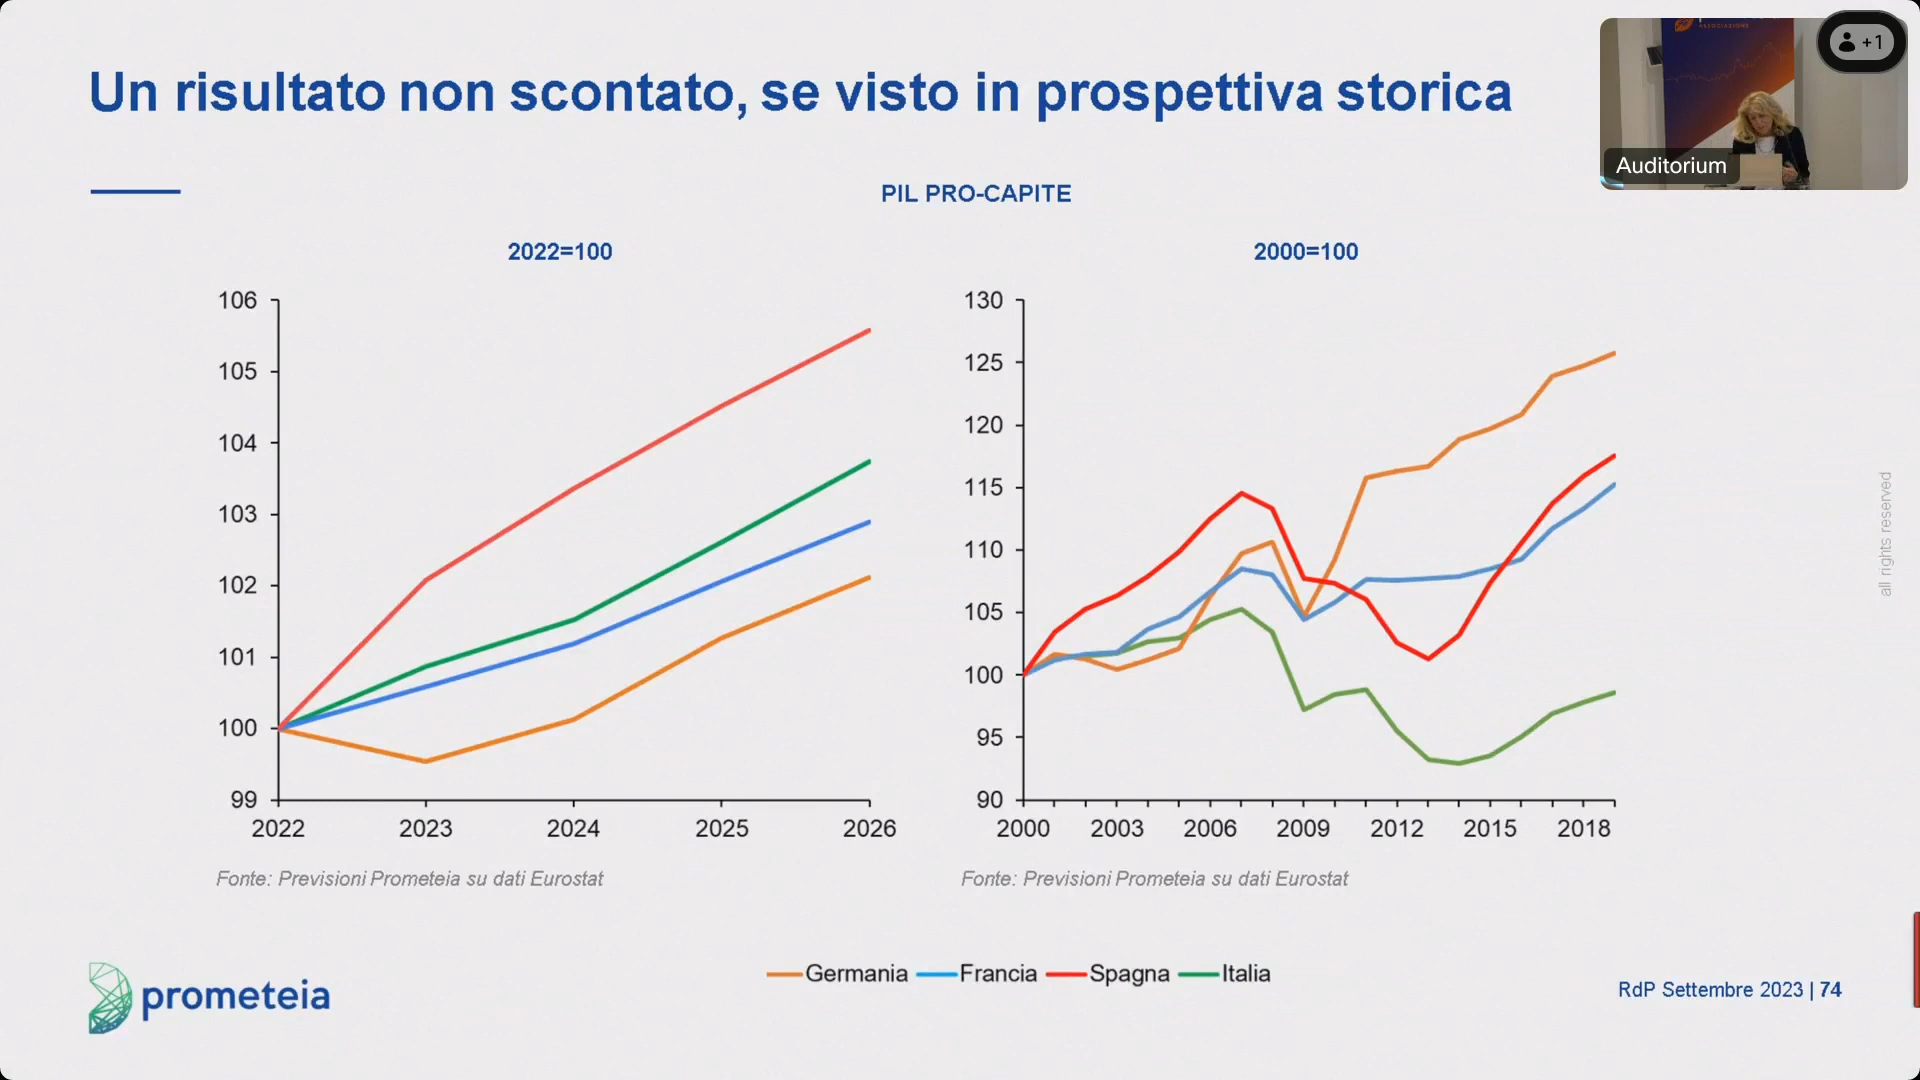 Un risultato non scontato, se visto in prospettiva storica
+1
Auditorium
PIL PRO-CAPITE
2022=100
106
105
104
103
102
101
100
99
2022 2023 2024 2025 2026
Fonte: Previsioni Prometeia su dati Eurostat
2000=100
130
125
120
115
110
105
100
95
90
2000 2003 2006 2009 2012 2015 2018
Fonte: Previsioni Prometeia su dati Eurostat
all rights reserved
Germania Francia Spagna Italia
prometeia
RdP Settembre 2023 | 74